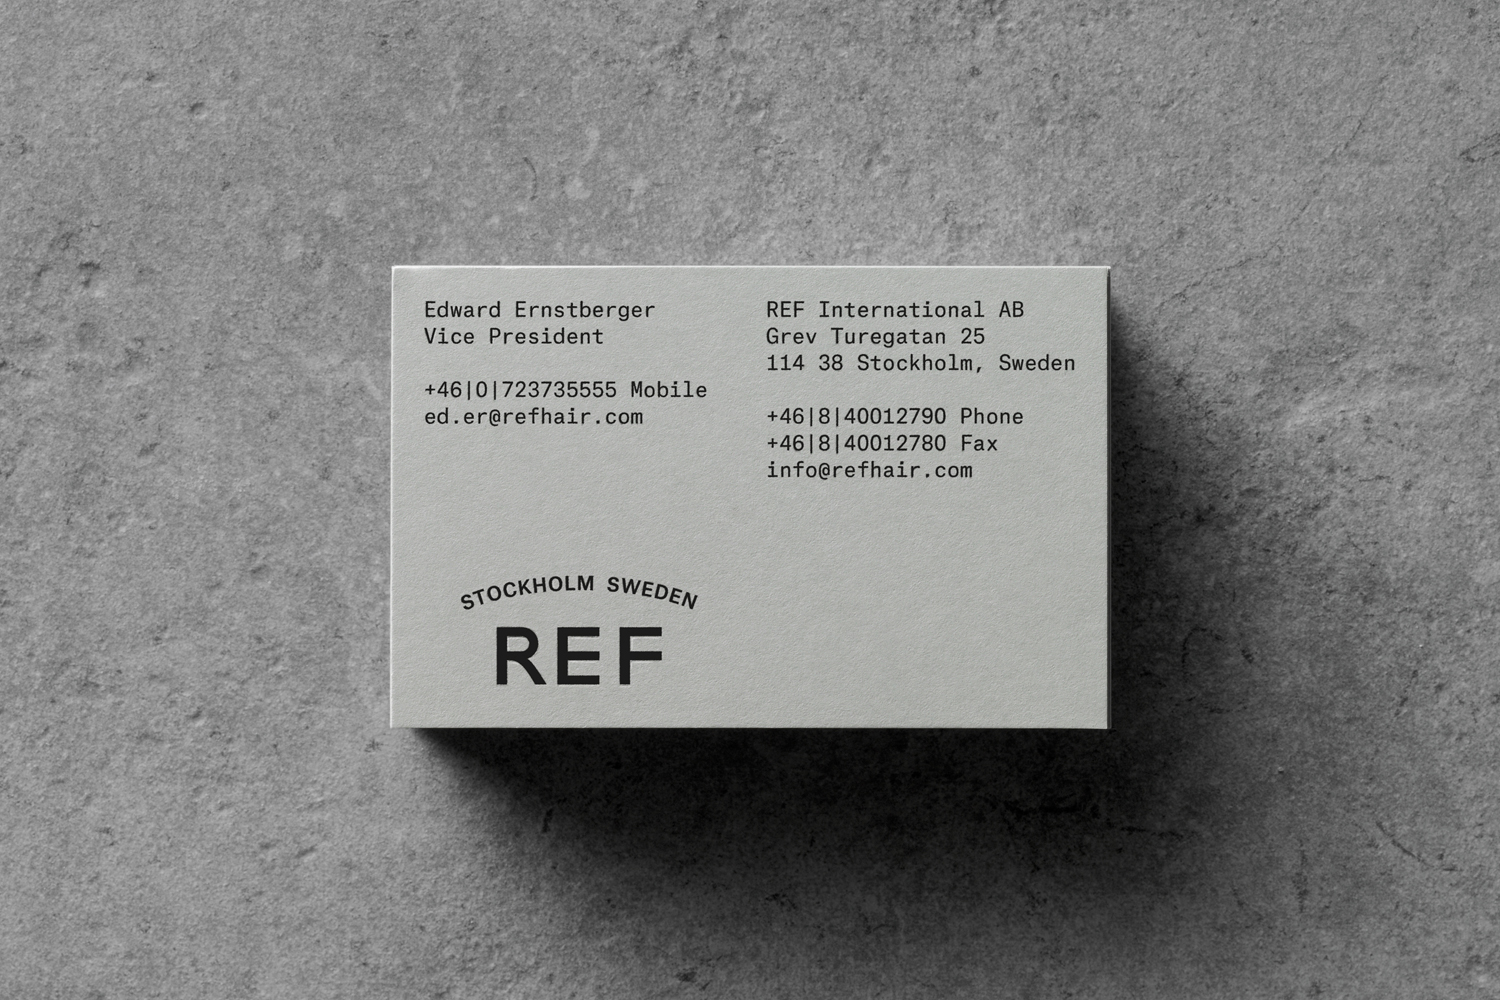 Edward Ernstberger
Vice President
+46|0|723735555 Mobile
ed.er@refhair.com
REF International AB
Grev Turegatan 25
114 38 Stockholm, Sweden
+46|8|40012790 Phone
+46|8|40012780 Fax
info@refhair.com
STOCKHOLM SWEDEN
REF